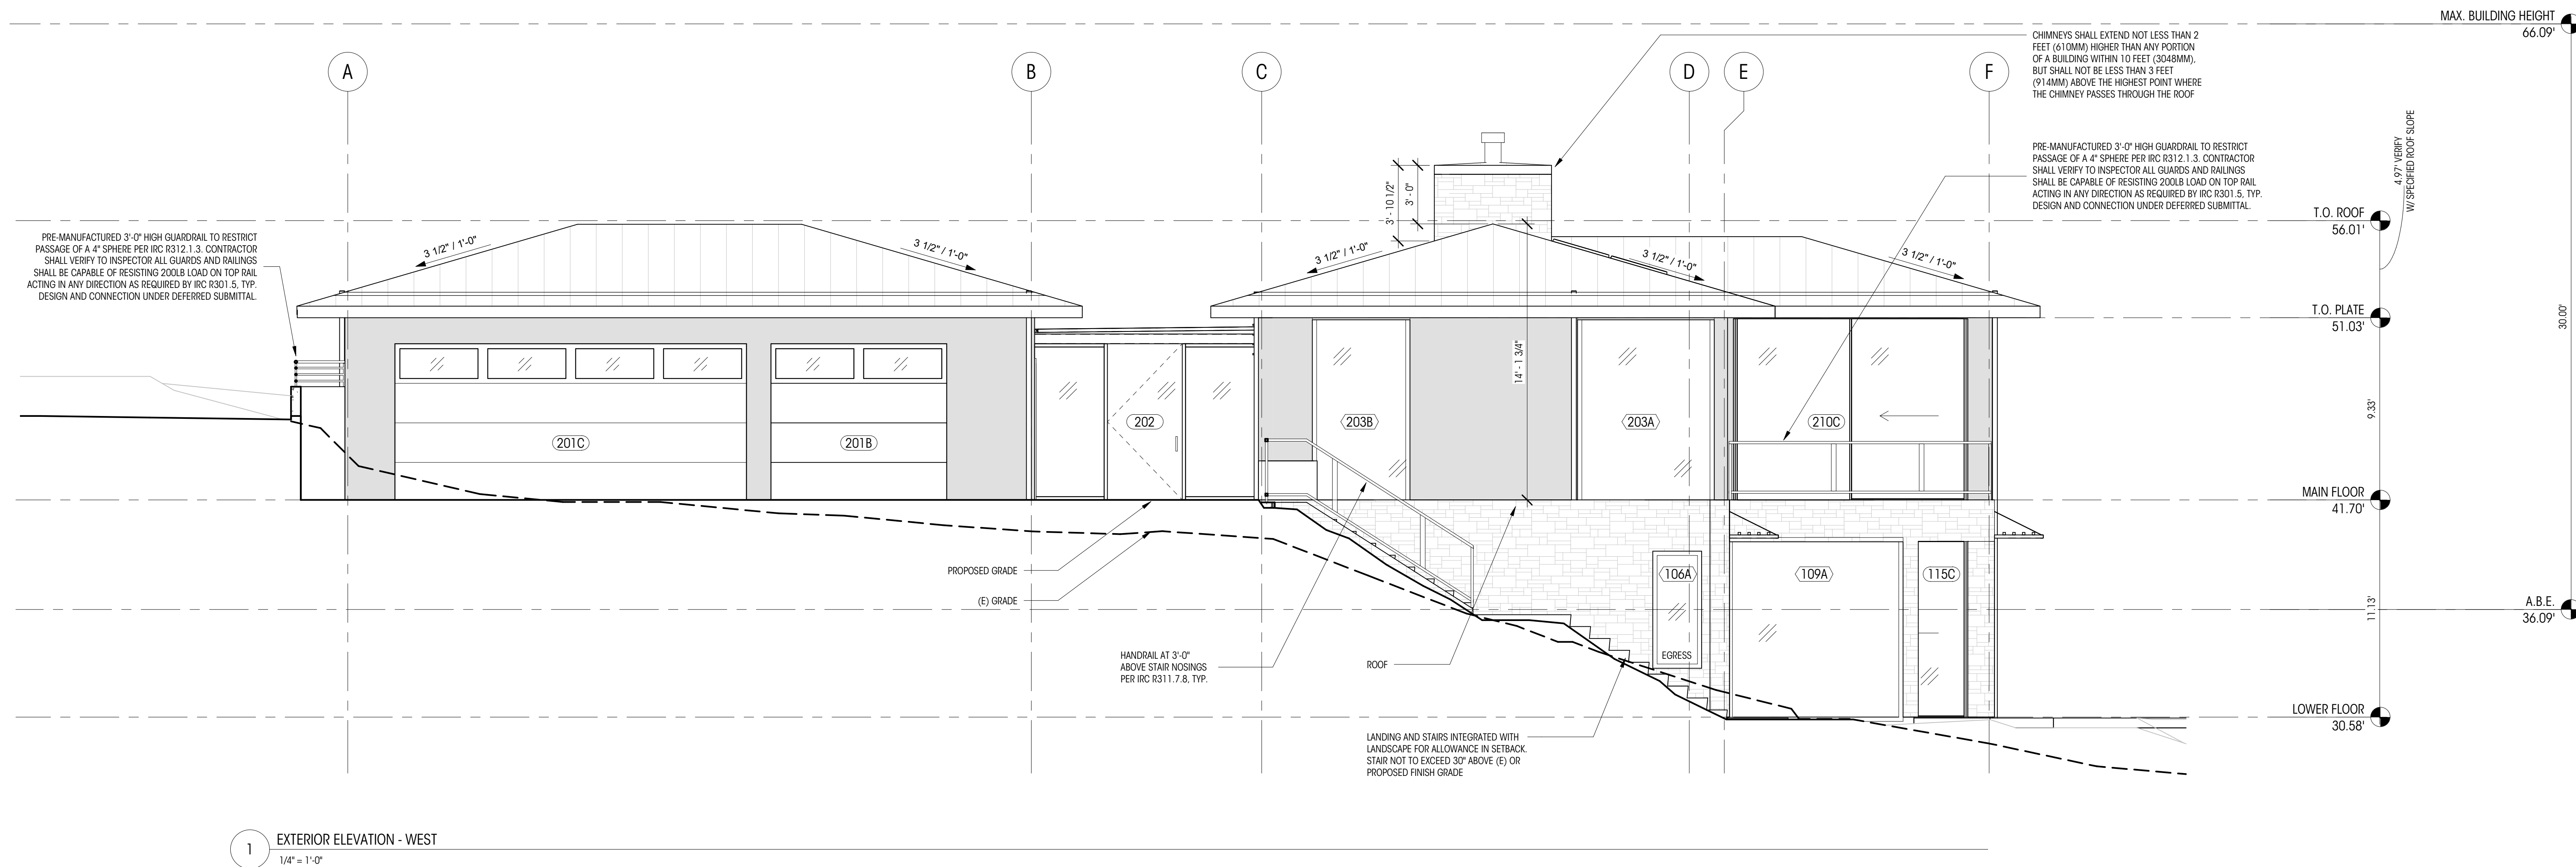 MAX. BUILDING HEIGHT
66.09'
A
B
C
D
E
F
CHIMNEYS SHALL EXTEND NOT LESS THAN 2
FEET (610MM) HIGHER THAN ANY PORTION
OF A BUILDING WITHIN 10 FEET (3048MM),
BUT SHALL NOT BE LESS THAN 3 FEET
(914MM) ABOVE THE HIGHEST POINT WHERE
THE CHIMNEY PASSES THROUGH THE ROOF
PRE-MANUFACTURED 3'-0" HIGH GUARDRAIL TO RESTRICT
PASSAGE OF A 4" SPHERE PER IRC R312.1.3. CONTRACTOR
SHALL VERIFY TO INSPECTOR ALL GUARDS AND RAILINGS
SHALL BE CAPABLE OF RESISTING 200LB LOAD ON TOP RAIL
ACTING IN ANY DIRECTION AS REQUIRED BY IRC R301.5, TYP.
DESIGN AND CONNECTION UNDER DEFERRED SUBMITTAL.
4.97' VERIFY
W/ SPECIFIED ROOF SLOPE
3' - 10 1/2"
3' - 0"
T.O. ROOF
56.01'
PRE-MANUFACTURED 3'-0" HIGH GUARDRAIL TO RESTRICT
PASSAGE OF A 4" SPHERE PER IRC R312.1.3. CONTRACTOR
SHALL VERIFY TO INSPECTOR ALL GUARDS AND RAILINGS
SHALL BE CAPABLE OF RESISTING 200LB LOAD ON TOP RAIL
ACTING IN ANY DIRECTION AS REQUIRED BY IRC R301.5, TYP.
DESIGN AND CONNECTION UNDER DEFERRED SUBMITTAL.
3 1/2" / 1'-0"
3 1/2" / 1'-0"
3 1/2" / 1'-0"
3 1/2" / 1'-0"
3 1/2" / 1'-0"
T.O. PLATE
51.03'
30.00'
14' - 1 3/4"
9.33'
201C
201B
202
203B
203A
210C
MAIN FLOOR
41.70'
PROPOSED GRADE
(E) GRADE
106A
109A
115C
EGRESS
11.13'
A.B.E.
36.09'
HANDRAIL AT 3'-0"
ABOVE STAIR NOSINGS
PER IRC R311.7.8, TYP.
ROOF
LOWER FLOOR
30.58'
LANDING AND STAIRS INTEGRATED WITH
LANDSCAPE FOR ALLOWANCE IN SETBACK.
STAIR NOT TO EXCEED 30" ABOVE (E) OR
PROPOSED FINISH GRADE
1
EXTERIOR ELEVATION - WEST
1/4" = 1'-0"